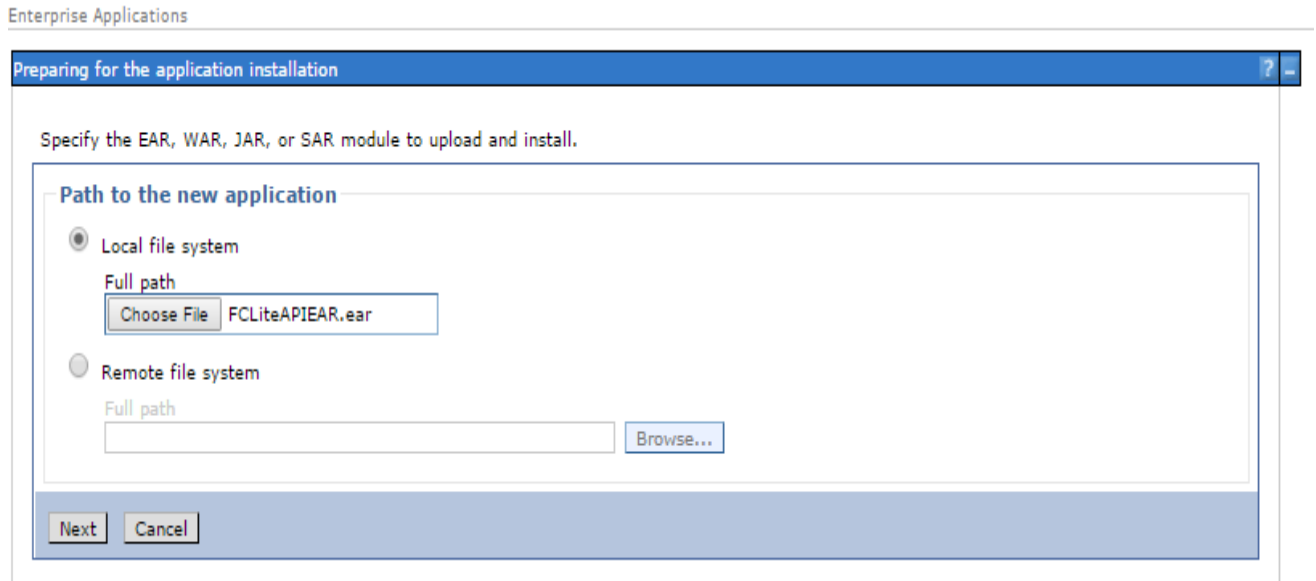 Enterprise Applications
Preparing for the application installation ? -
Specify the EAR, WAR, JAR, or SAR module to upload and install.
Path to the new application
Local file system
Full path
Choose File FCLiteAPIEAR.ear
Remote file system
Full path
Browse...
Next Cancel